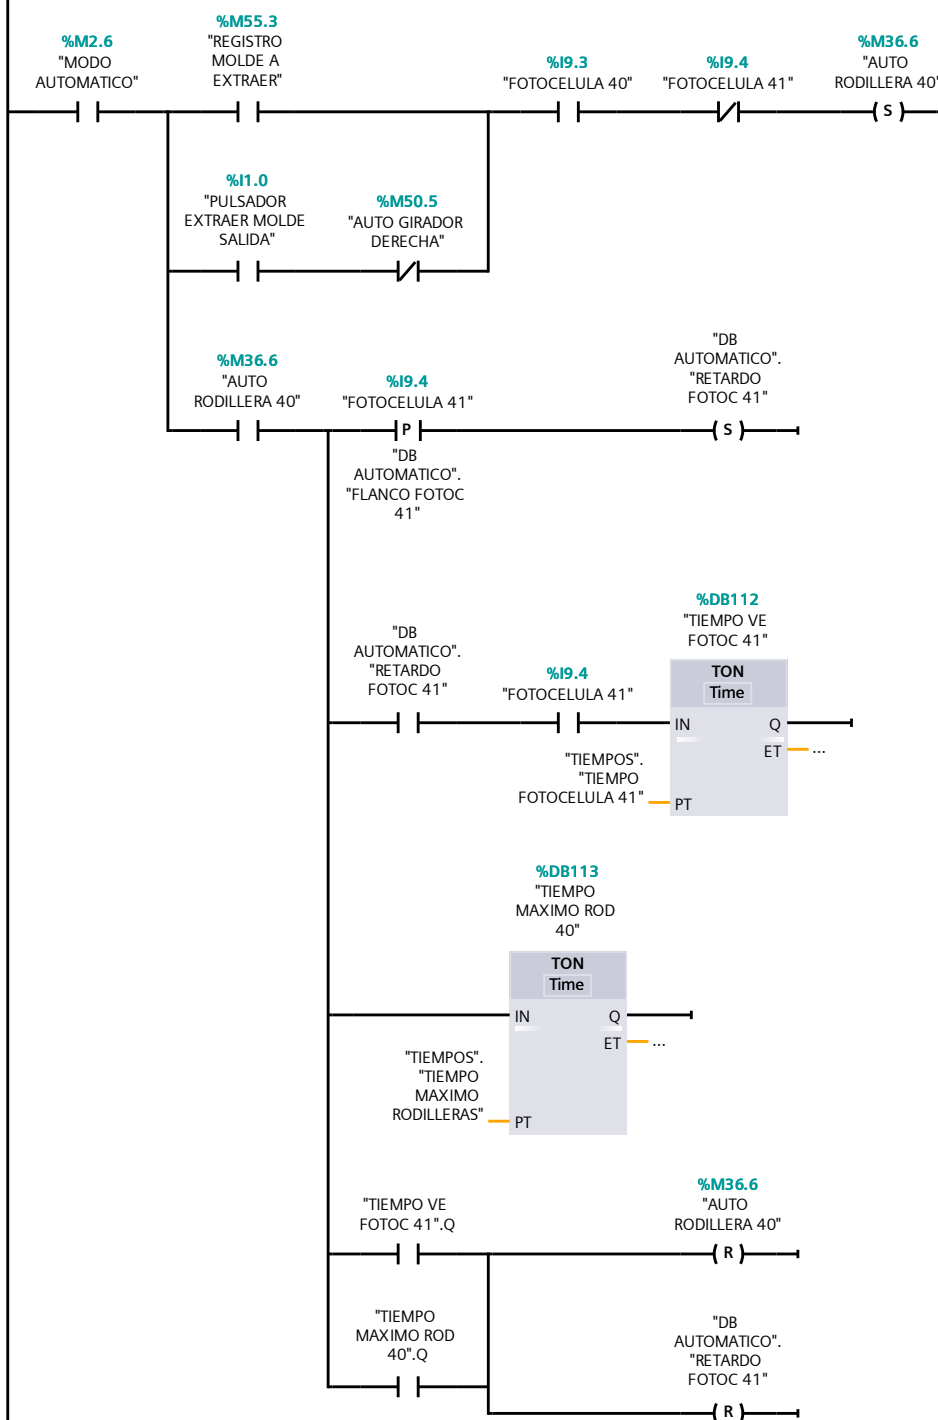 %M2.6
"MODO
AUTOMATICO"
%M55.3
"REGISTRO
MOLDE A
EXTRAER"
%I9.3
"FOTOCELULA 40"
%I9.4
"FOTOCELULA 41"
%M36.6
"AUTO
RODILLERA 40"
S
%I1.0
"PULSADOR
EXTRAER MOLDE
SALIDA"
%M50.5
"AUTO GIRADOR
DERECHA"
%M36.6
"AUTO
RODILLERA 40"
%I9.4
"FOTOCELULA 41"
P
"DB
AUTOMATICO".
"FLANCO FOTOC
41"
"DB
AUTOMATICO".
"RETARDO
FOTOC 41"
S
"DB
AUTOMATICO".
"RETARDO
FOTOC 41"
%I9.4
"FOTOCELULA 41"
%DB112
"TIEMPO VE
FOTOC 41"
TON
Time
IN Q
ET ...
"TIEMPOS".
"TIEMPO
FOTOCELULA 41"
PT
%DB113
"TIEMPO
MAXIMO ROD
40"
TON
Time
IN Q
ET ...
"TIEMPOS".
"TIEMPO
MAXIMO
RODILLERAS"
PT
"TIEMPO VE
FOTOC 41".Q
%M36.6
"AUTO
RODILLERA 40"
R
"TIEMPO
MAXIMO ROD
40".Q
"DB
AUTOMATICO".
"RETARDO
FOTOC 41"
R